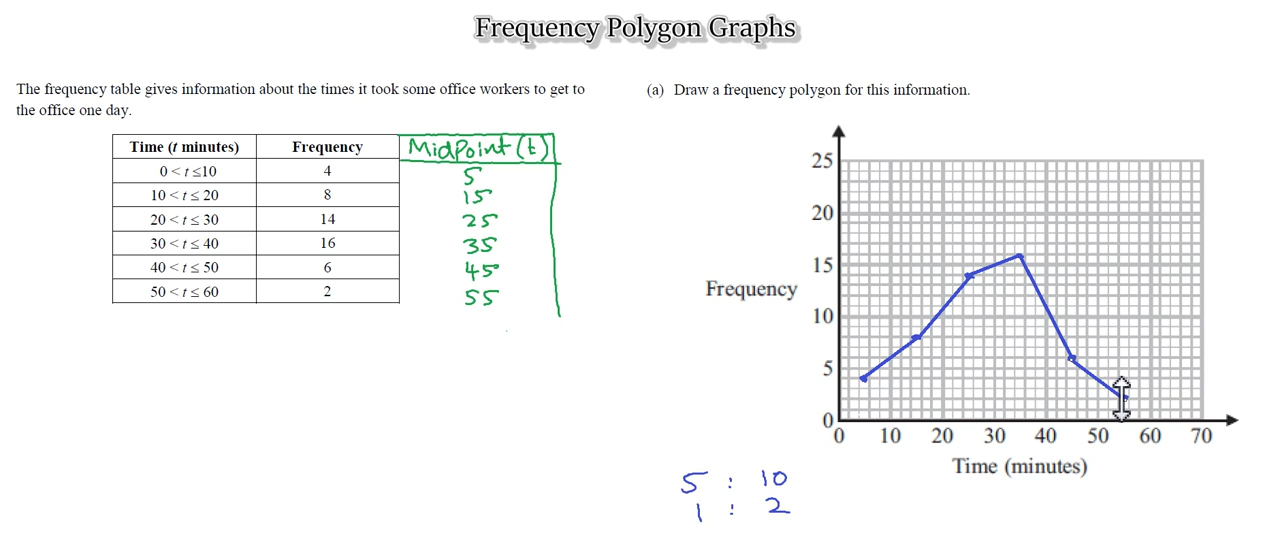 Frequency Polygon Graphs
The frequency table gives information about the times it took some office workers to get to
the office one day.
Time (t minutes) Frequency MidPoint (t)
0 < t ≤10 4 5
10 < t ≤ 20 8 15
20 < t ≤ 30 14 25
30 < t ≤ 40 16 35
40 < t ≤ 50 6 45
50 < t ≤ 60 2 55
(a) Draw a frequency polygon for this information.
25
20
15
Frequency
10
5
0
0 10 20 30 40 50 60 70
Time (minutes)
5 : 10
1 : 2